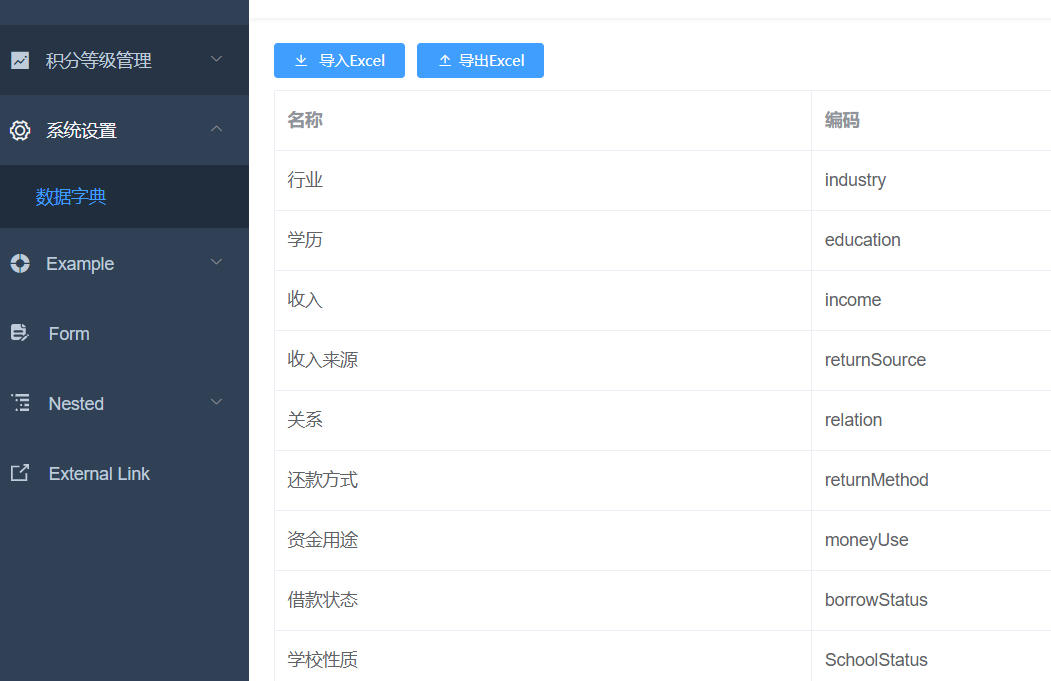 积分等级管理
系统设置
数据字典
Example
Form
Nested
External Link
导入Excel 导出Excel
名称 编码
行业 industry
学历 education
收入 income
收入来源 returnSource
关系 relation
还款方式 returnMethod
资金用途 moneyUse
借款状态 borrowStatus
学校性质 SchoolStatus